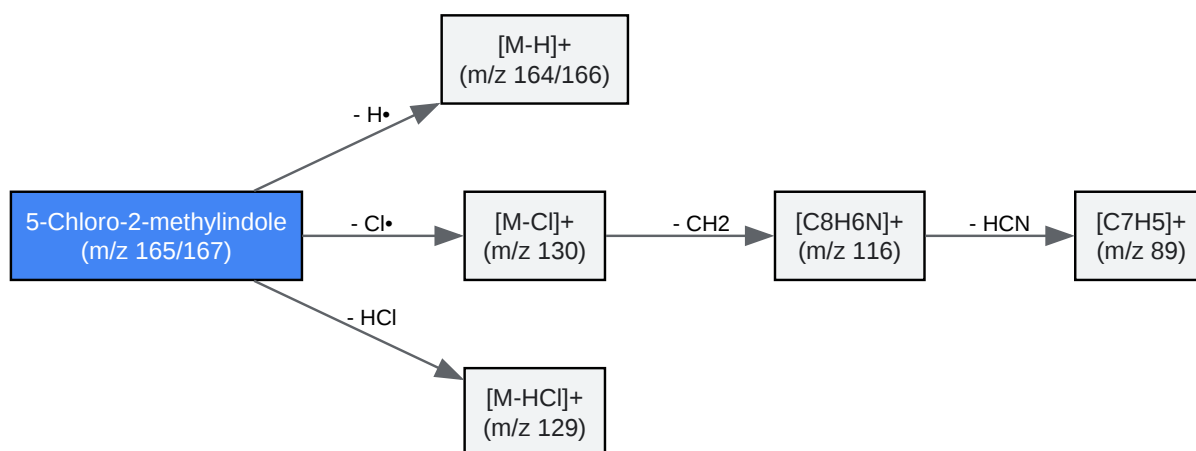 [M-H]+
(m/z 164/166)
- H•
5-Chloro-2-methylindole
(m/z 165/167)
- Cl•
[M-Cl]+
(m/z 130)
- CH2
[C8H6N]+
(m/z 116)
- HCN
[C7H5]+
(m/z 89)
- HCl
[M-HCl]+
(m/z 129)